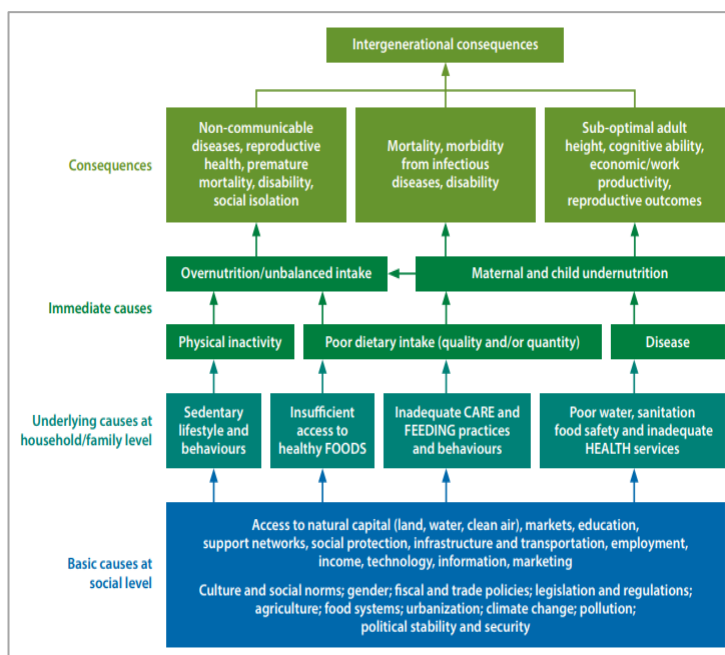 Intergenerational consequences
Consequences
Non-communicable
diseases, reproductive
health, premature
mortality, disability,
social isolation
Mortality, morbidity
from infectious
diseases, disability
Sub-optimal adult
height, cognitive ability,
economic/work
productivity,
reproductive outcomes
Immediate causes
Overnutrition/unbalanced intake
Maternal and child undernutrition
Physical inactivity
Poor dietary intake (quality and/or quantity)
Disease
Underlying causes at
household/family level
Sedentary
lifestyle and
behaviours
Insufficient
access to
healthy FOODS
Inadequate CARE and
FEEDING practices
and behaviours
Poor water, sanitation
food safety and inadequate
HEALTH services
Basic causes at
social level
Access to natural capital (land, water, clean air), markets, education,
support networks, social protection, infrastructure and transportation, employment,
income, technology, information, marketing
Culture and social norms; gender; fiscal and trade policies; legislation and regulations;
agriculture; food systems; urbanization; climate change; pollution;
political stability and security